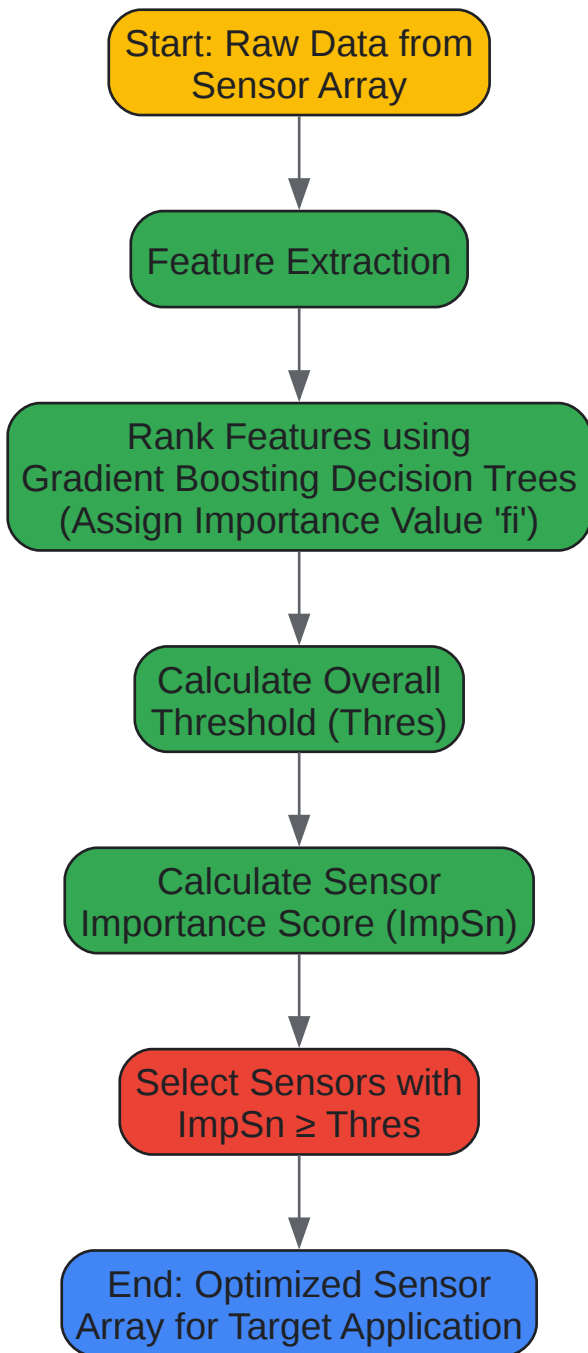 Start: Raw Data from
Sensor Array
Feature Extraction
Rank Features using
Gradient Boosting Decision Trees
(Assign Importance Value 'fi')
Calculate Overall
Threshold (Thres)
Calculate Sensor
Importance Score (ImpSn)
Select Sensors with
ImpSn ≥ Thres
End: Optimized Sensor
Array for Target Application